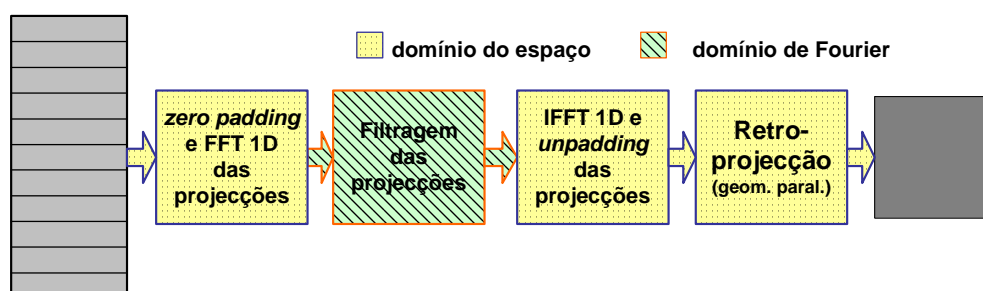 domínio do espaço
domínio de Fourier
zero padding
e FFT 1D
das
projecções
Filtragem
das
projecções
IFFT 1D e
unpadding
das
projecções
Retro-
projecção
(geom. paral.)